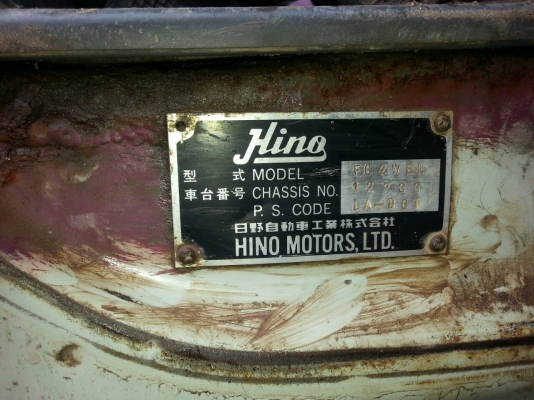 Hino
型 式 MODEL
車台番号 CHASSIS NO.
P. S. CODE
日野自動車工業株式会社
HINO MOTORS, LTD.